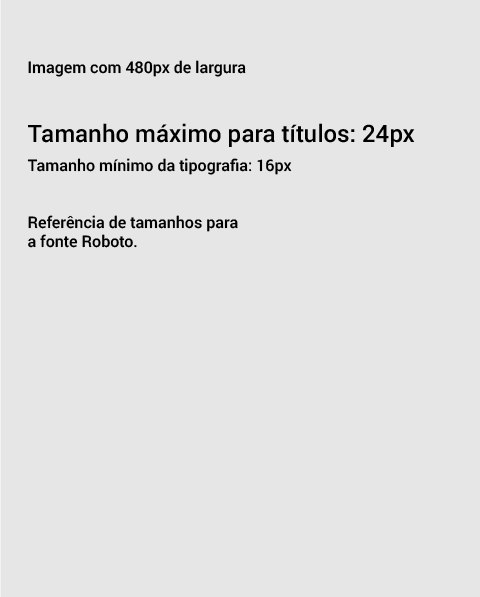 Imagem com 480px de largura
Tamanho máximo para títulos: 24px
Tamanho mínimo da tipografia: 16px
Referência de tamanhos para
a fonte Roboto.